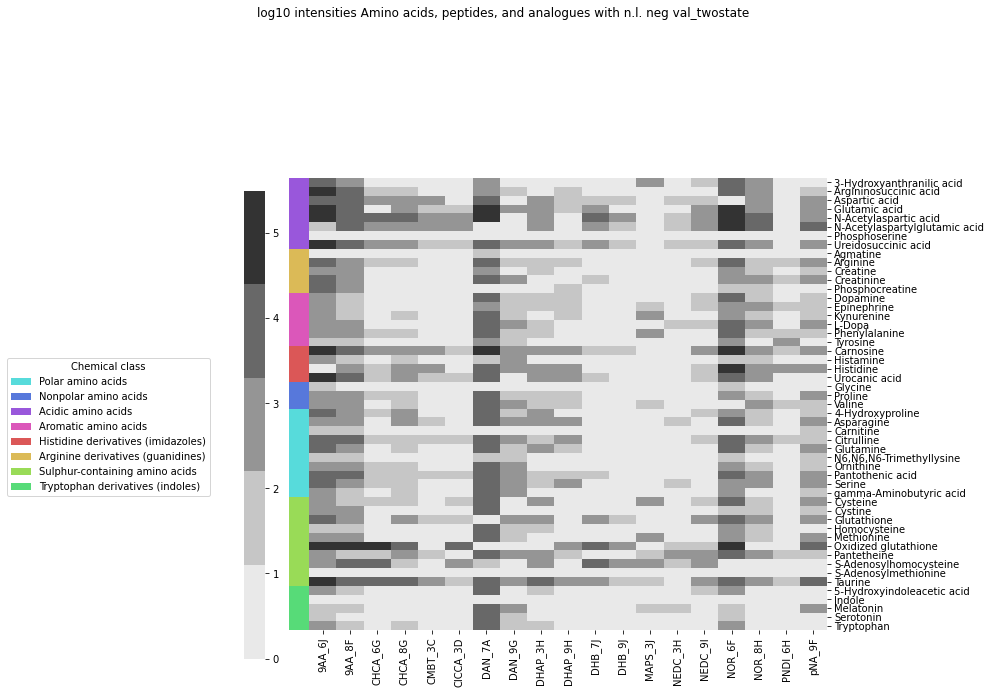 log10 intensities Amino acids, peptides, and analogues with n.l. neg val_twostate
Chemical class
Polar amino acids
Nonpolar amino acids
Acidic amino acids
Aromatic amino acids
Histidine derivatives (imidazoles)
Arginine derivatives (guanidines)
Sulphur-containing amino acids
Tryptophan derivatives (indoles)
5
4
3
2
1
0
3-Hydroxyanthranilic acid
Argininosuccinic acid
Aspartic acid
Glutamic acid
N-Acetylaspartic acid
N-Acetylaspartylglutamic acid
Phosphoserine
Ureidosuccinic acid
Agmatine
Arginine
Creatine
Creatinine
Phosphocreatine
Dopamine
Epinephrine
Kynurenine
L-Dopa
Phenylalanine
Tyrosine
Carnosine
Histamine
Histidine
Urocanic acid
Glycine
Proline
Valine
4-Hydroxyproline
Asparagine
Carnitine
Citrulline
Glutamine
N6,N6,N6-Trimethyllysine
Ornithine
Pantothenic acid
Serine
gamma-Aminobutyric acid
Cysteine
Cystine
Glutathione
Homocysteine
Methionine
Oxidized glutathione
Pantetheine
S-Adenosylhomocysteine
S-Adenosylmethionine
Taurine
5-Hydroxyindoleacetic acid
Indole
Melatonin
Serotonin
Tryptophan
9AA_6J
9AA_8F
CHCA_6G
CHCA_8G
CMBT_3C
ClCCA_3D
DAN_7A
DAN_9G
DHAP_3H
DHAP_9H
DHB_7J
DHB_9J
MAPS_3J
NEDC_3H
NEDC_9I
NOR_6F
NOR_8H
PNDI_6H
pNA_9F